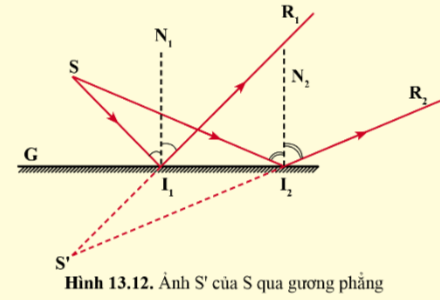 R₁
N₁
S
N₂
R₂
G
I₁
I₂
S'
Hình 13.12. Ảnh S' của S qua gương phẳng